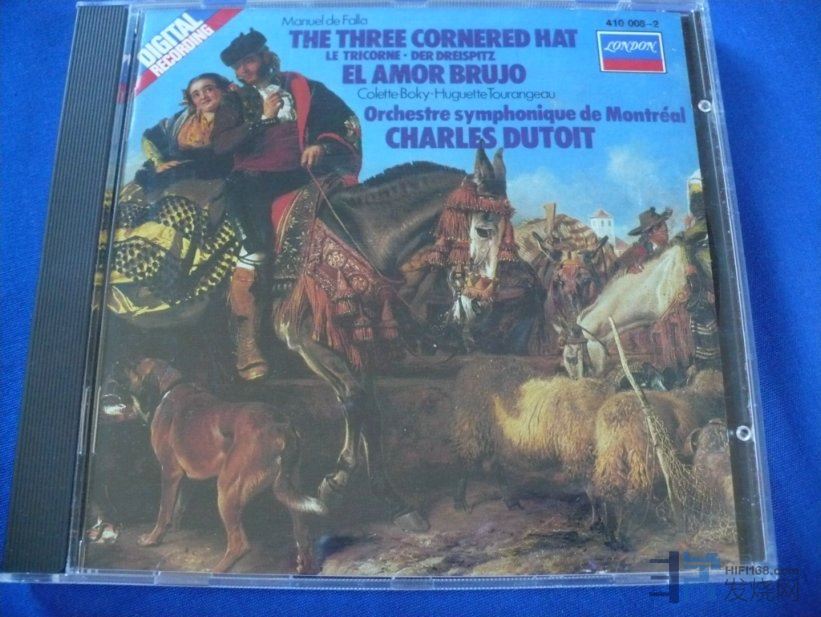 DIGITAL
RECORDING
Manuel de Falla
THE THREE CORNERED HAT
LE TRICORNE · DER DREISPITZ
EL AMOR BRUJO
Colette Boky · Huguette Tourangeau
Orchestre symphonique de Montréal
CHARLES DUTOIT
410 008-2
LONDON
HIFI168.com
发烧网